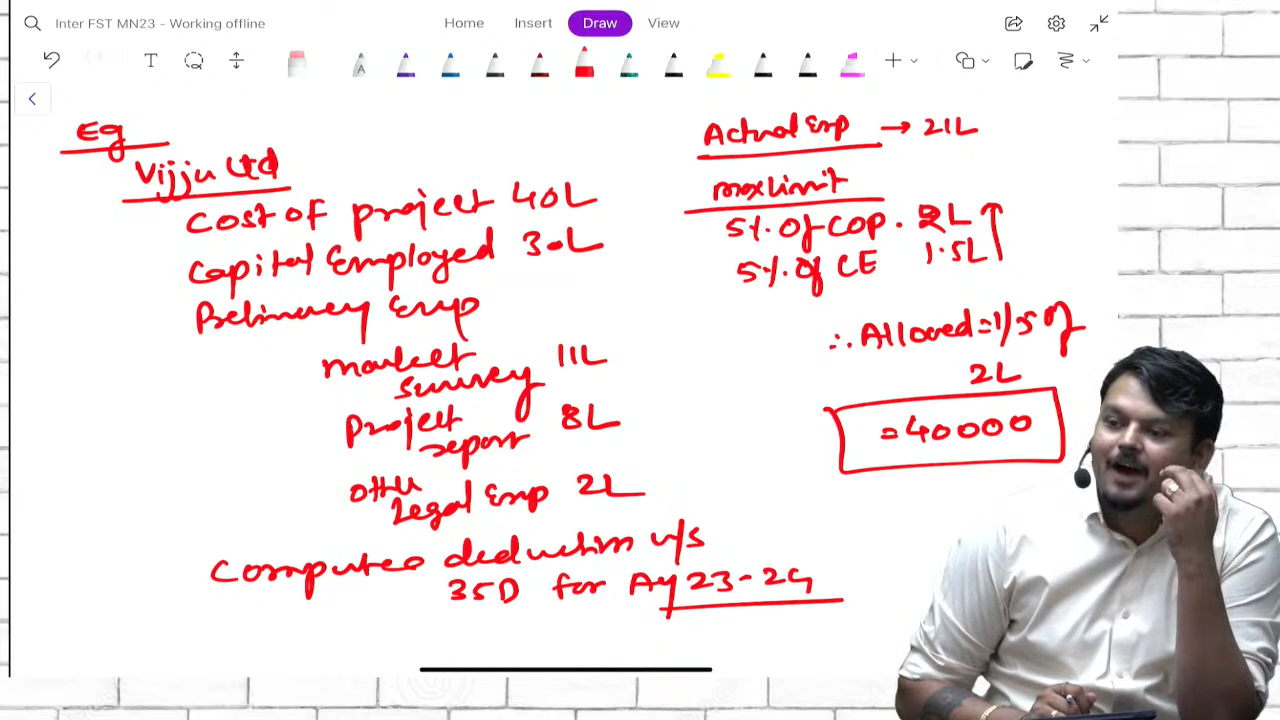 Inter FST MN23 - Working offline
Home Insert Draw View
Eg
Vijju Ltd
Cost of project 40L
Capital Employed 30L
Preliminary Exp
Market
survey 11L
Project
report 8L
other
Legal Exp 2L
Compute deduction u/s
35D for Ay 23-24
Actual Exp → 21L
max limit
5% of COP. 2L
5% of CE 1.5L
∴ Allowed = 1/5 of
2L
= 40000